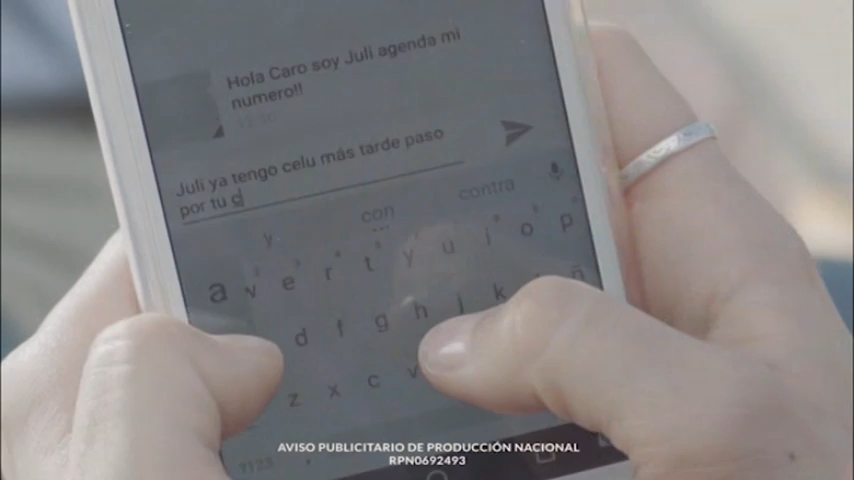 Hola Caro soy Juli agenda mi
numero!!
Juli ya tengo celu más tarde paso
por tu d
y con contra
a v e r t y u i o p
d f g h j k ñ
z x c v
?123
AVISO PUBLICITARIO DE PRODUCCIÓN NACIONAL
RPN0692493